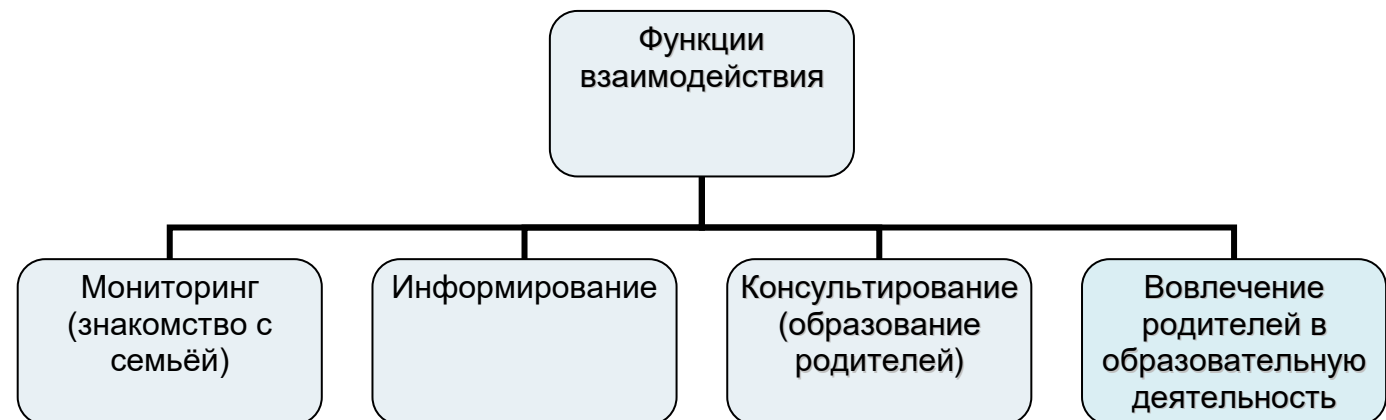 Функции
взаимодействия
Мониторинг
(знакомство с
семьёй)
Информирование
Консультирование
(образование
родителей)
Вовлечение
родителей в
образовательную
деятельность